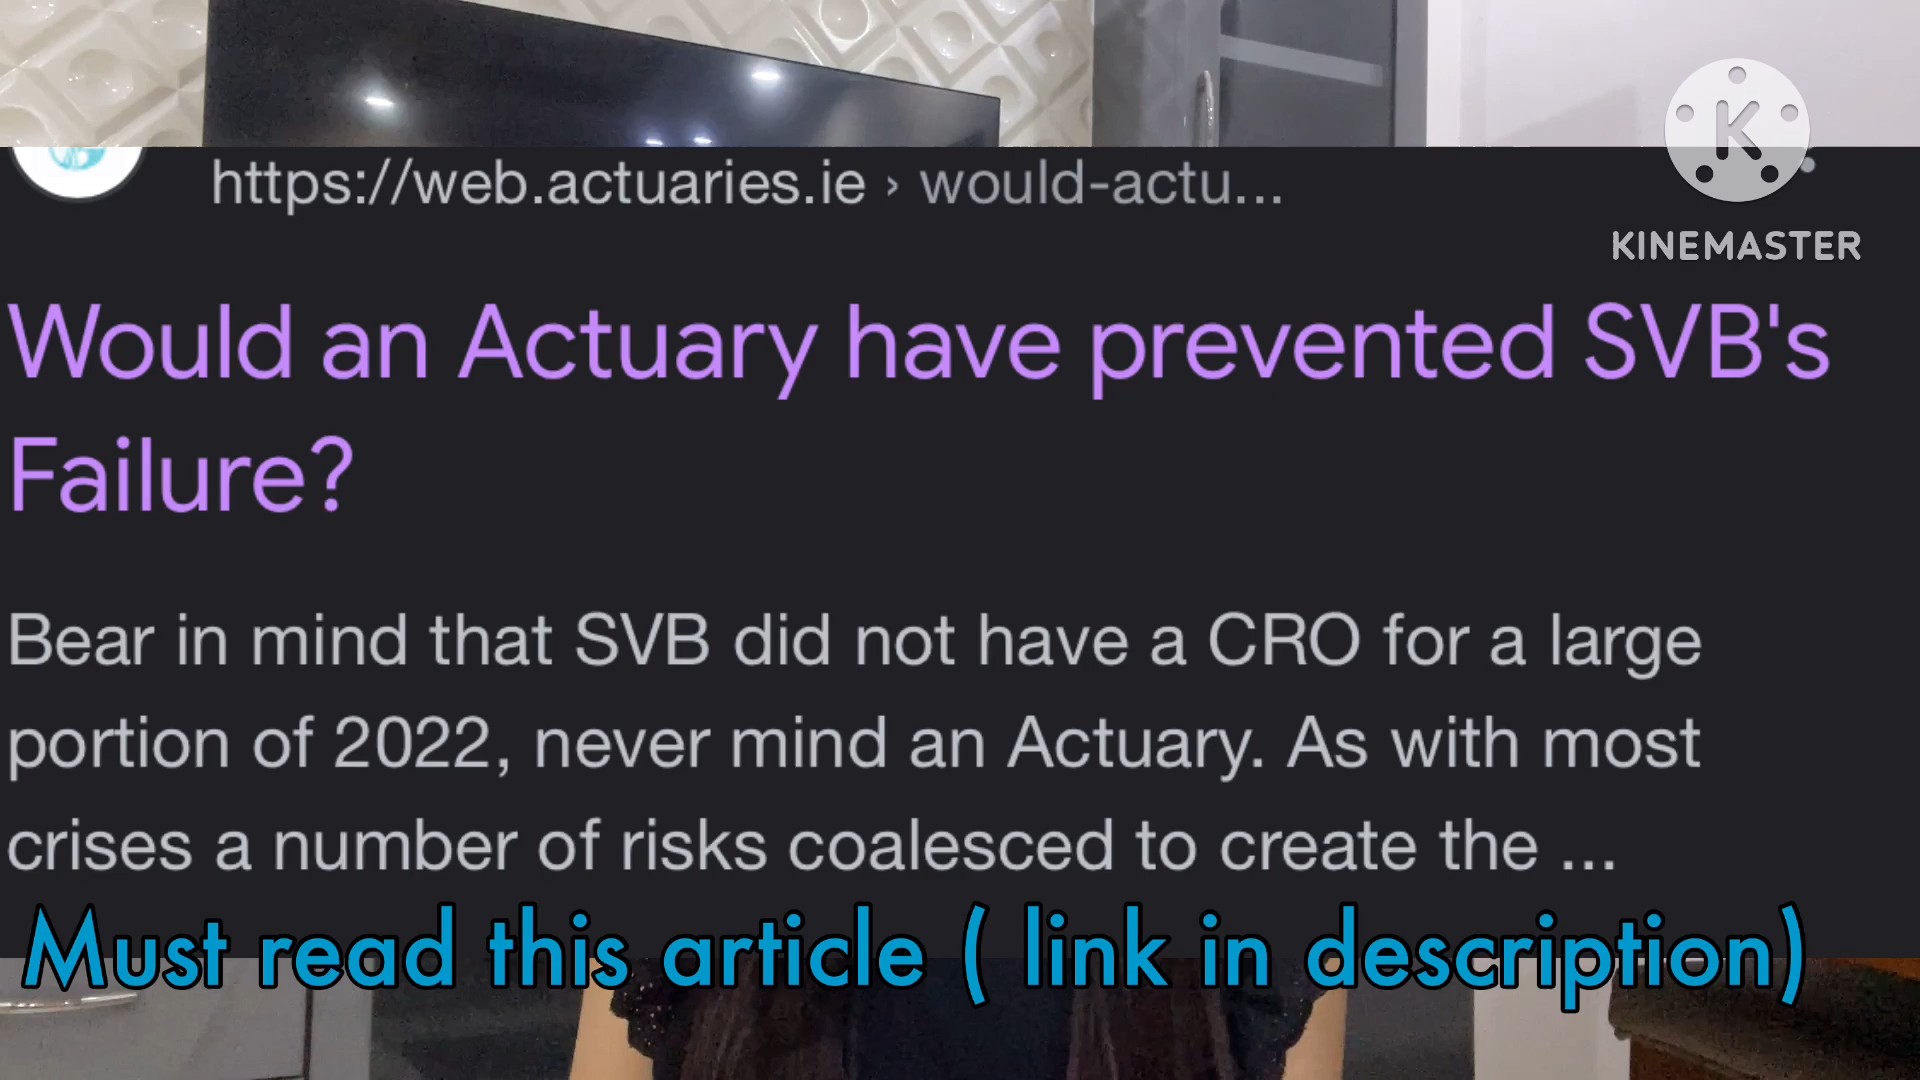 https://web.actuaries.ie › would-actu...
K
KINEMASTER
Would an Actuary have prevented SVB's
Failure?
Bear in mind that SVB did not have a CRO for a large
portion of 2022, never mind an Actuary. As with most
crises a number of risks coalesced to create the ...
Must read this article ( link in description)